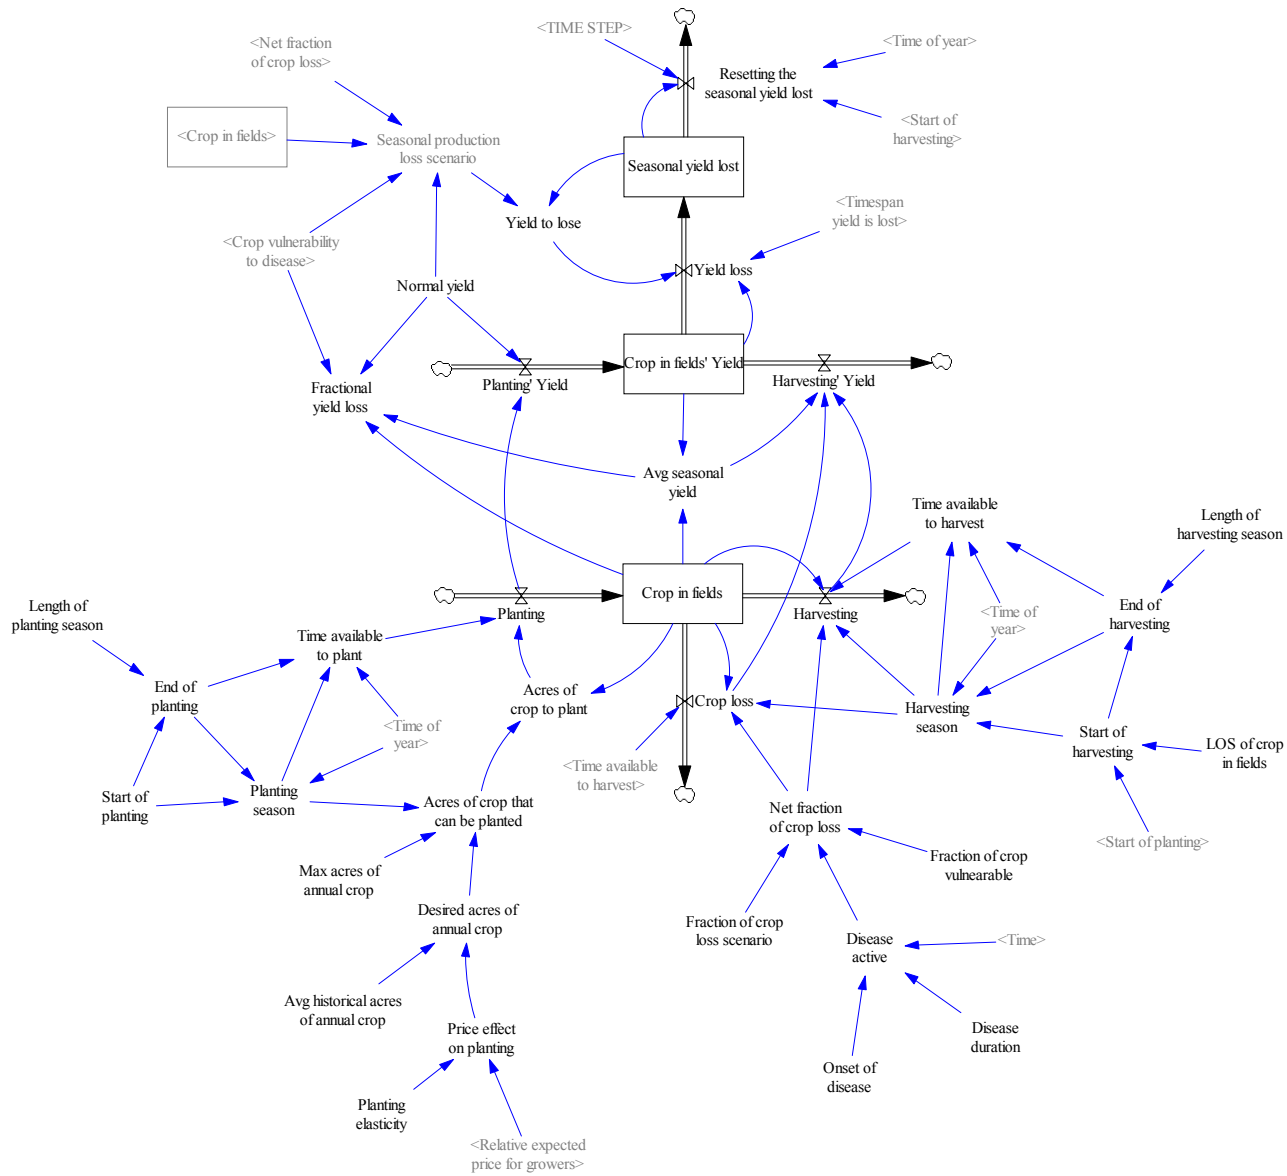 <TIME STEP>
<Net fraction
of crop loss>
<Time of year>
Resetting the
seasonal yield lost
<Crop in fields>
Seasonal production
loss scenario
<Start of
harvesting>
Seasonal yield lost
<Timespan
yield is lost>
Yield to lose
<Crop vulnerability
to disease>
Yield loss
Normal yield
Crop in fields' Yield
Planting' Yield
Harvesting' Yield
Fractional
yield loss
Avg seasonal
yield
Time available
to harvest
Length of
harvesting season
Crop in fields
Length of
planting season
Planting
Harvesting
<Time of
year>
End of
harvesting
Time available
to plant
End of
planting
Acres of
crop to plant
Crop loss
Harvesting
season
<Time of
year>
Start of
harvesting
LOS of crop
in fields
<Time available
to harvest>
Start of
planting
Planting
season
Acres of crop that
can be planted
Net fraction
of crop loss
<Start of planting>
Max acres of
annual crop
Fraction of crop
vulnearable
Desired acres of
annual crop
Fraction of crop
loss scenario
Disease
active
<Time>
Avg historical acres
of annual crop
Price effect
on planting
Disease
duration
Onset of
disease
Planting
elasticity
<Relative expected
price for growers>